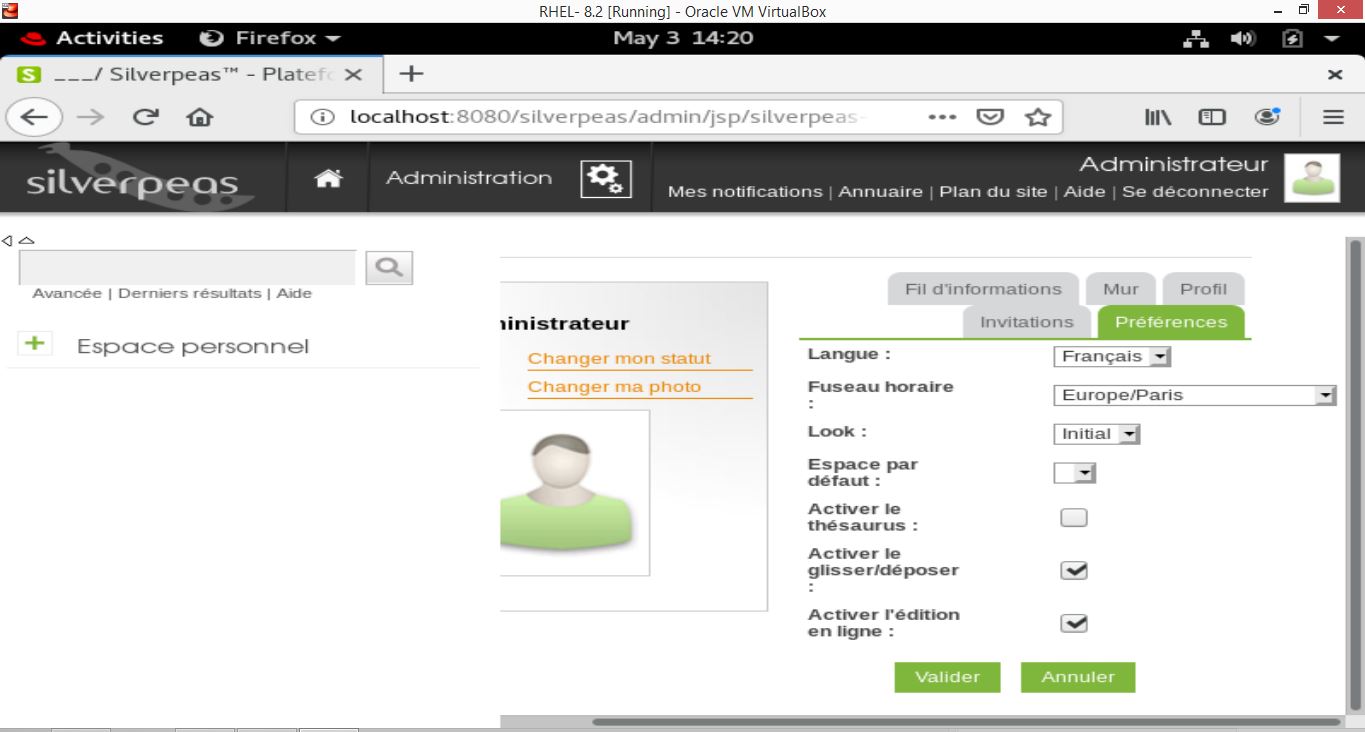 RHEL- 8.2 [Running] - Oracle VM VirtualBox
Activities Firefox May 3 14:20
S ___/ Silverpeas™ - Platef
localhost:8080/silverpeas/admin/jsp/silverpeas-
silverpeas Administration Administrateur
Mes notifications | Annuaire | Plan du site | Aide | Se déconnecter
Avancée | Derniers résultats | Aide
Espace personnel
ninistrateur
Changer mon statut
Changer ma photo
Fil d'informations Mur Profil
Invitations Préférences
Langue : Français
Fuseau horaire
: Europe/Paris
Look : Initial
Espace par
défaut :
Activer le
thésaurus :
Activer le
glisser/déposer
:
Activer l'édition
en ligne :
Valider Annuler